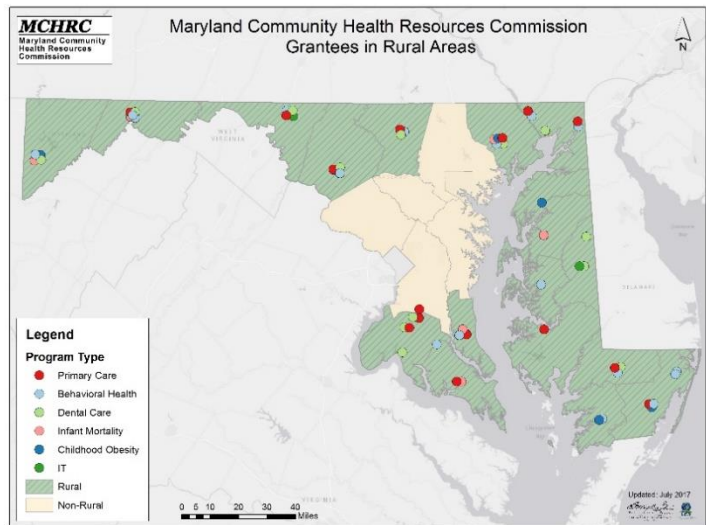 MCHRC
Maryland Community
Health Resources
Commission
Maryland Community Health Resources Commission
Grantees in Rural Areas
N
WEST
VIRGINIA
DELAWARE
Legend
Program Type
Primary Care
Behavioral Health
Dental Care
Infant Mortality
Childhood Obesity
IT
Rural
Non-Rural
0 5 10 20 30 40
Miles
VIRGINIA
Updated: July 2017